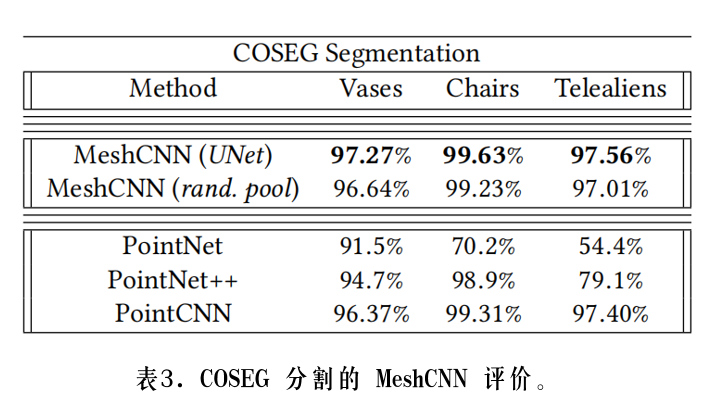 COSEG Segmentation
Method Vases Chairs Telealiens
MeshCNN (UNet) 97.27% 99.63% 97.56%
MeshCNN (rand. pool) 96.64% 99.23% 97.01%
PointNet 91.5% 70.2% 54.4%
PointNet++ 94.7% 98.9% 79.1%
PointCNN 96.37% 99.31% 97.40%
表3. COSEG 分割的 MeshCNN 评价。